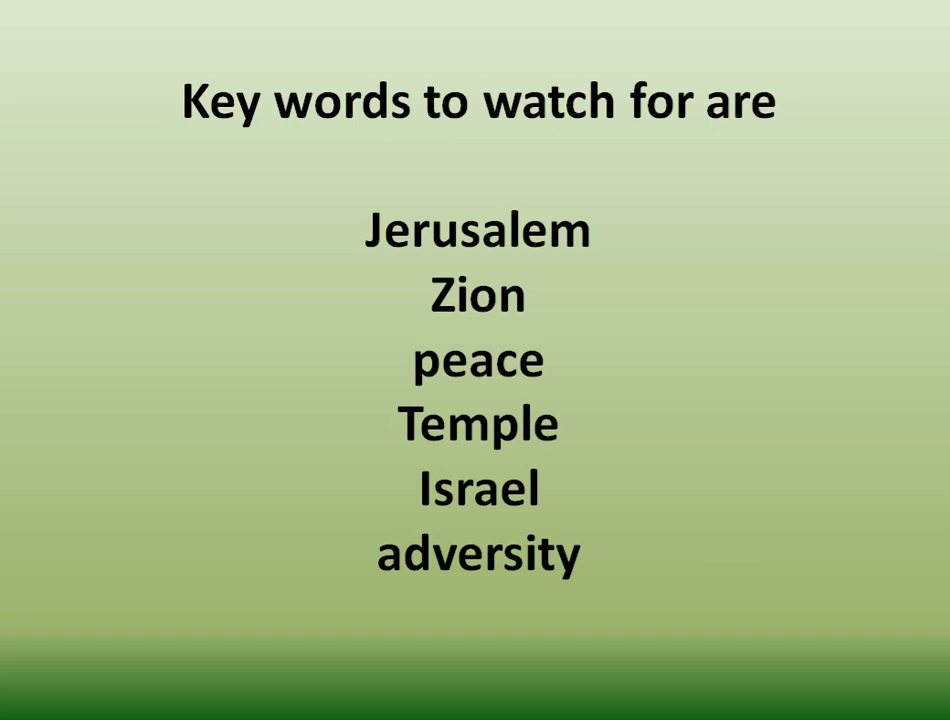 Key words to watch for are
Jerusalem
Zion
peace
Temple
Israel
adversity